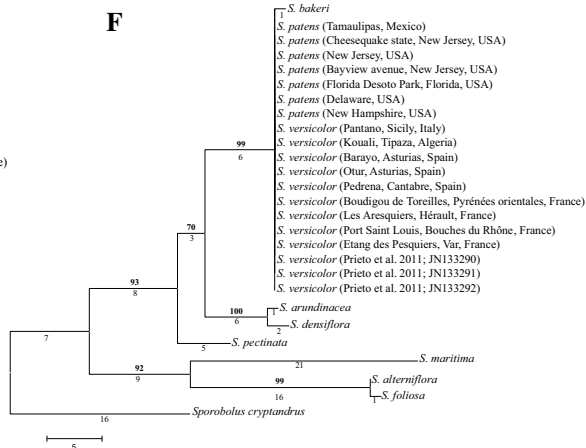 F
1 S. bakeri
S. patens (Tamaulipas, Mexico)
S. patens (Cheesequake state, New Jersey, USA)
S. patens (New Jersey, USA)
S. patens (Bayview avenue, New Jersey, USA)
S. patens (Florida Desoto Park, Florida, USA)
S. patens (Delaware, USA)
S. patens (New Hampshire, USA)
S. versicolor (Pantano, Sicily, Italy)
99
S. versicolor (Kouali, Tipaza, Algeria)
6
e)
S. versicolor (Barayo, Asturias, Spain)
S. versicolor (Otur, Asturias, Spain)
S. versicolor (Pedrena, Cantabre, Spain)
S. versicolor (Boudigou de Toreilles, Pyrénées orientales, France)
S. versicolor (Les Aresquiers, Hérault, France)
70
S. versicolor (Port Saint Louis, Bouches du Rhône, France)
3
S. versicolor (Etang des Pesquiers, Var, France)
S. versicolor (Prieto et al. 2011; JN133290)
S. versicolor (Prieto et al. 2011; JN133291)
93
S. versicolor (Prieto et al. 2011; JN133292)
8
100
1 S. arundinacea
6
S. densiflora
2
7
S. pectinata
5
92
S. maritima
9
21
99
S. alterniflora
16
1 S. foliosa
Sporobolus cryptandrus
16
5